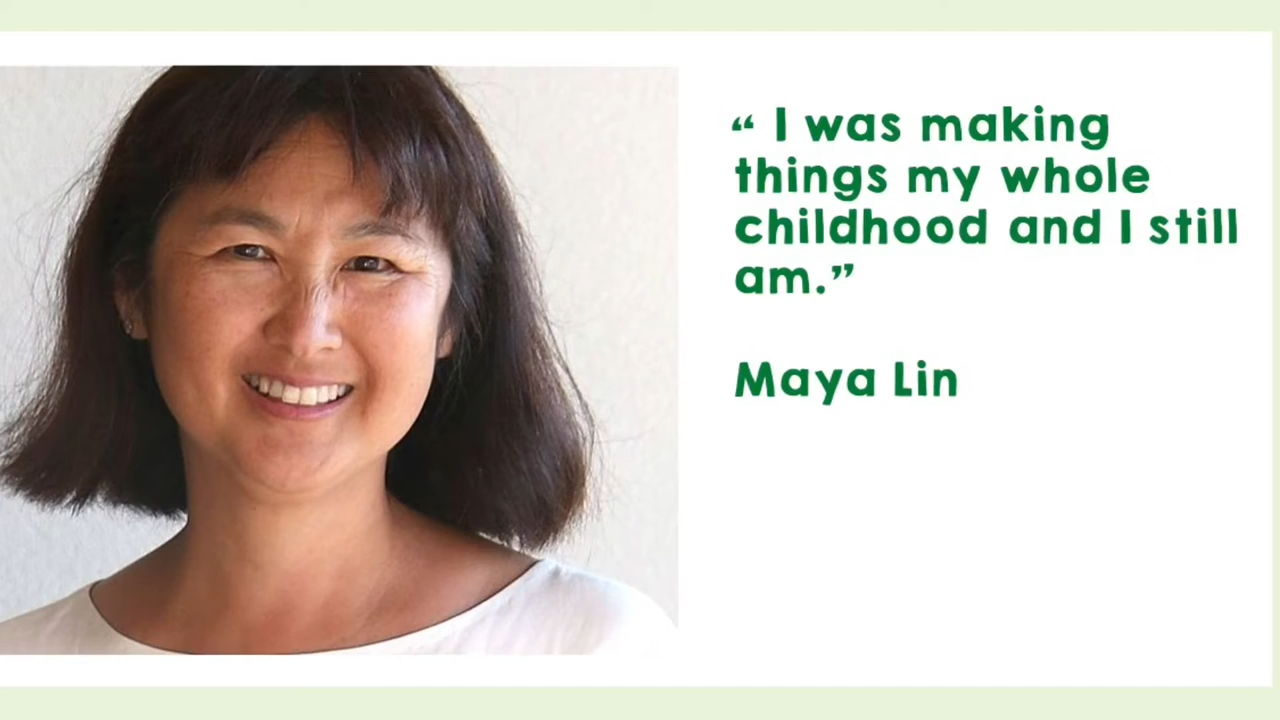 “ I was making
things my whole
childhood and I still
am.”
Maya Lin